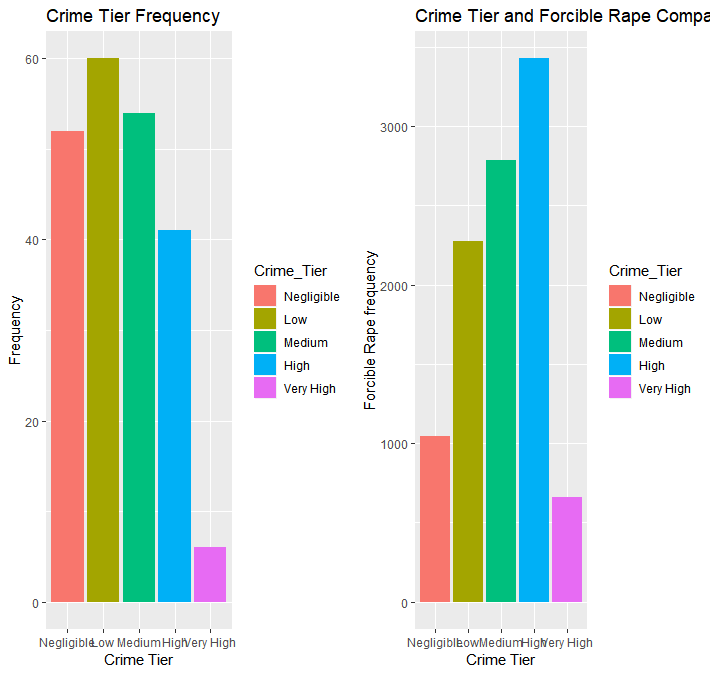 Crime Tier Frequency
60
40
20
0
Frequency
Negligible Low Medium High Very High
Crime Tier
Crime_Tier
Negligible
Low
Medium
High
Very High
Crime Tier and Forcible Rape Compa
3000
2000
1000
0
Forcible Rape frequency
Negligible Low Medium High Very High
Crime Tier
Crime_Tier
Negligible
Low
Medium
High
Very High